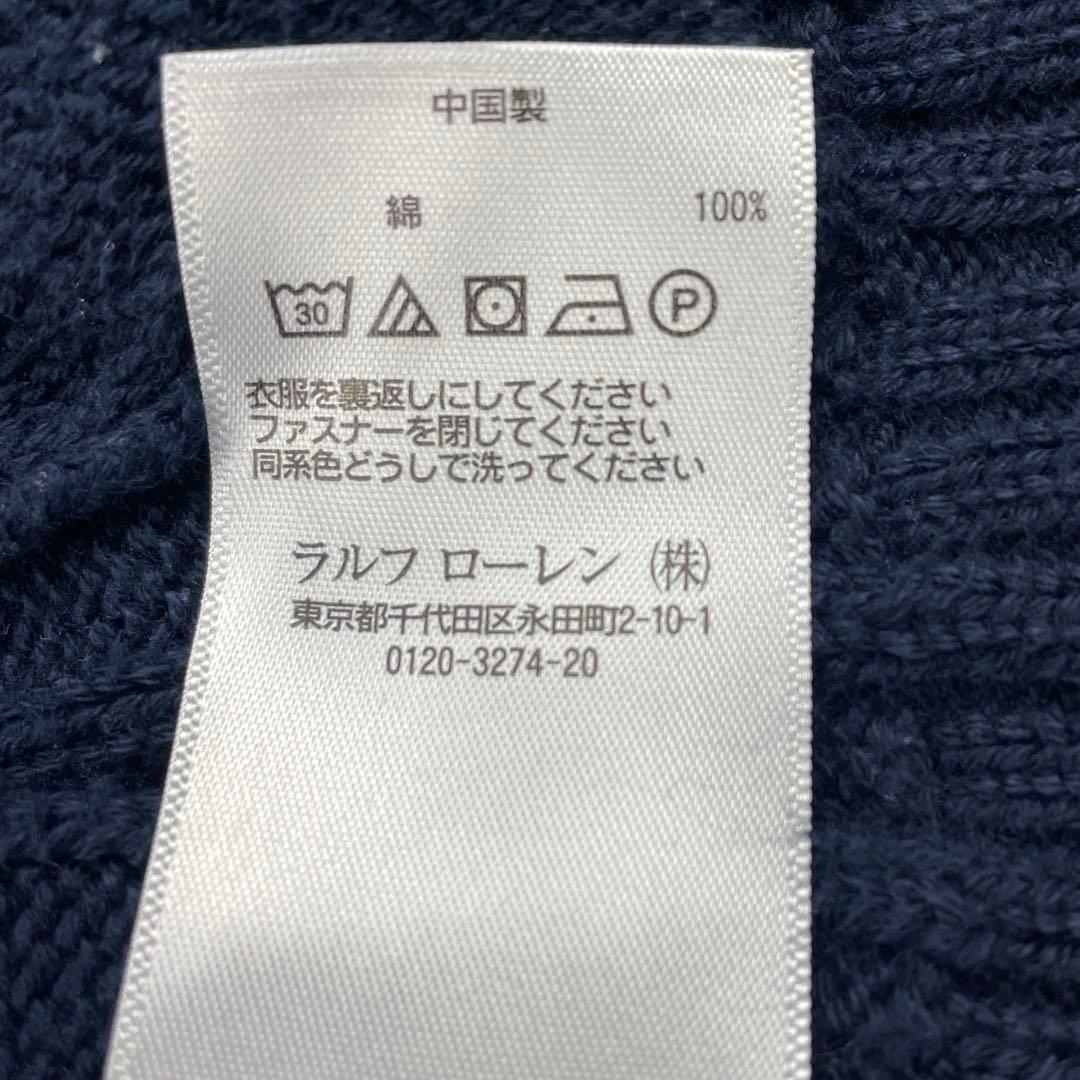 中国製
綿 100%
30 P
衣服を裏返しにしてください
ファスナーを閉じてください
同系色どうしで洗ってください
ラルフ ローレン (株)
東京都千代田区永田町2-10-1
0120-3274-20